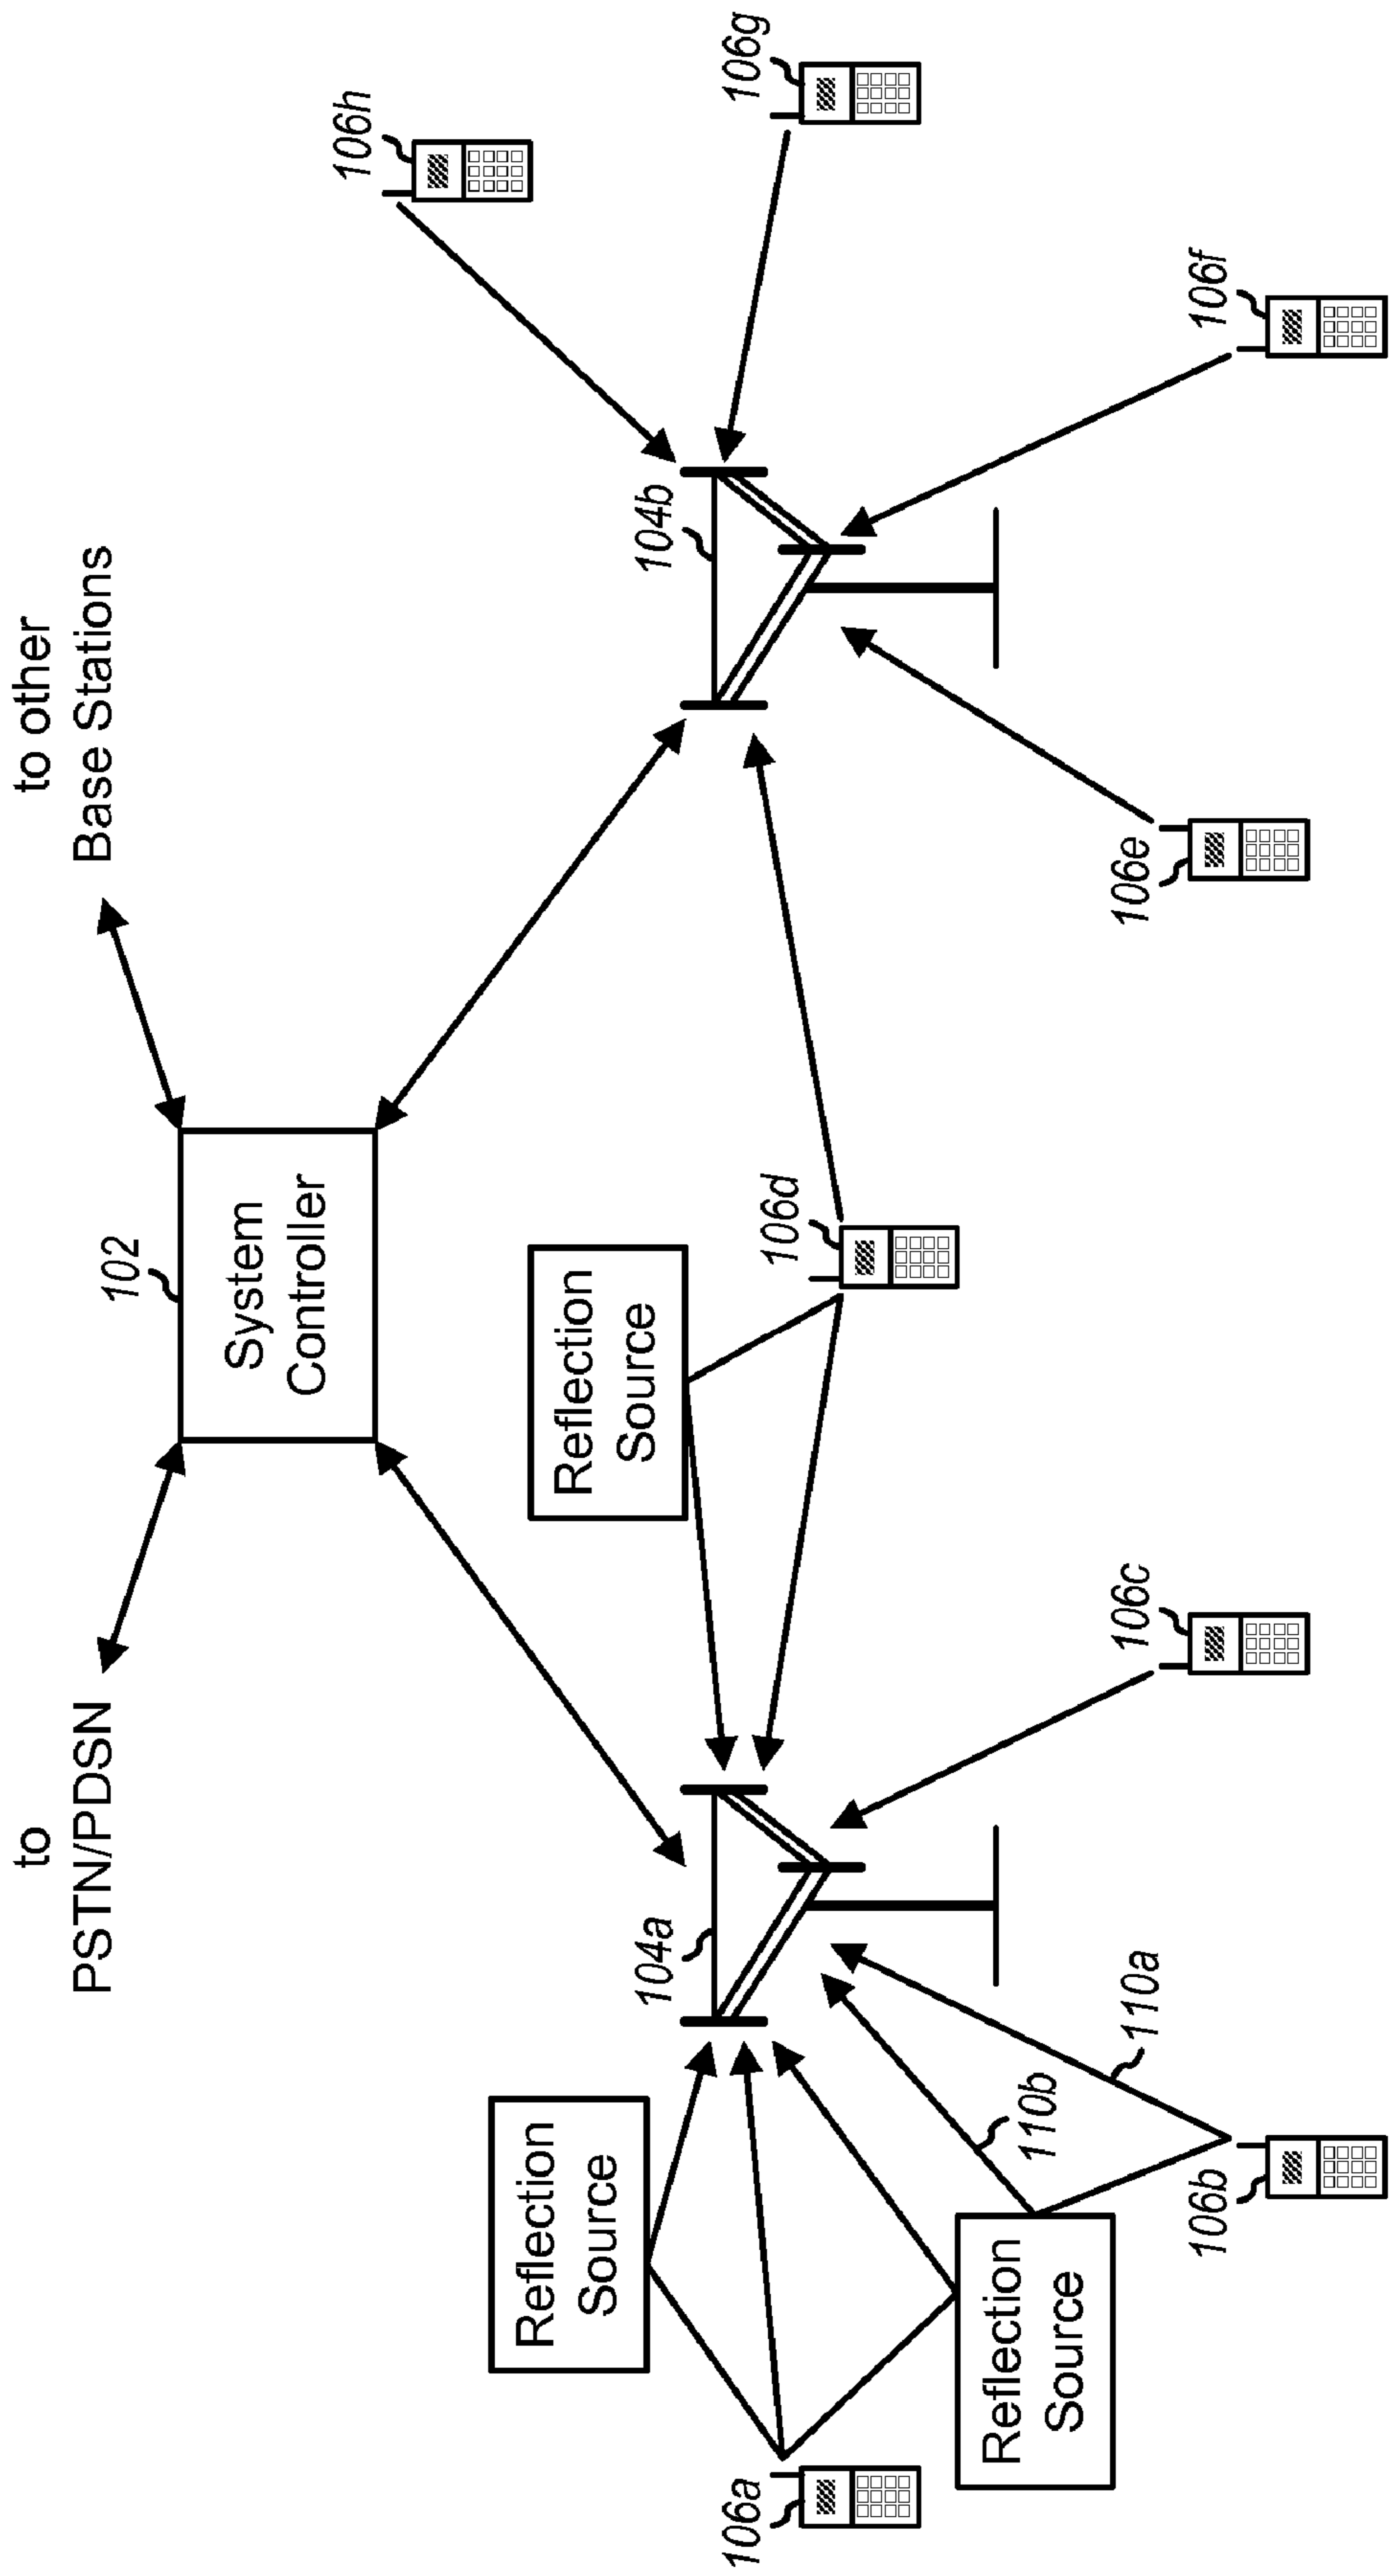 to
PSTN/PDSN
to other
Base Stations
102
System
Controller
106h
106g
104a
104b
Reflection
Source
Reflection
Source
106a
106d
Reflection
Source
110b
110a
106b
106c
106e
106f